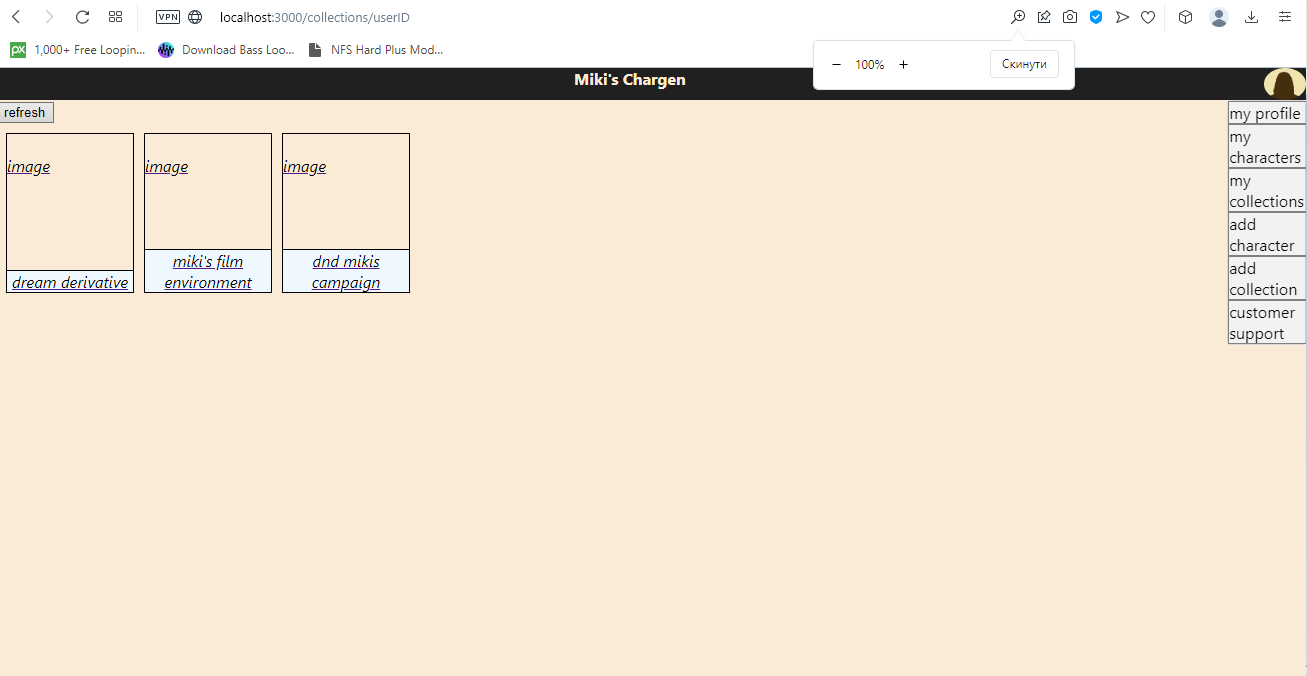 VPN localhost:3000/collections/userID
1,000+ Free Loopin... Download Bass Loo... NFS Hard Plus Mod...
100% Скинути
Miki's Chargen
refresh
image
dream derivative
image
miki's film
environment
image
dnd mikis
campaign
my profile
my
characters
my
collections
add
character
add
collection
customer
support